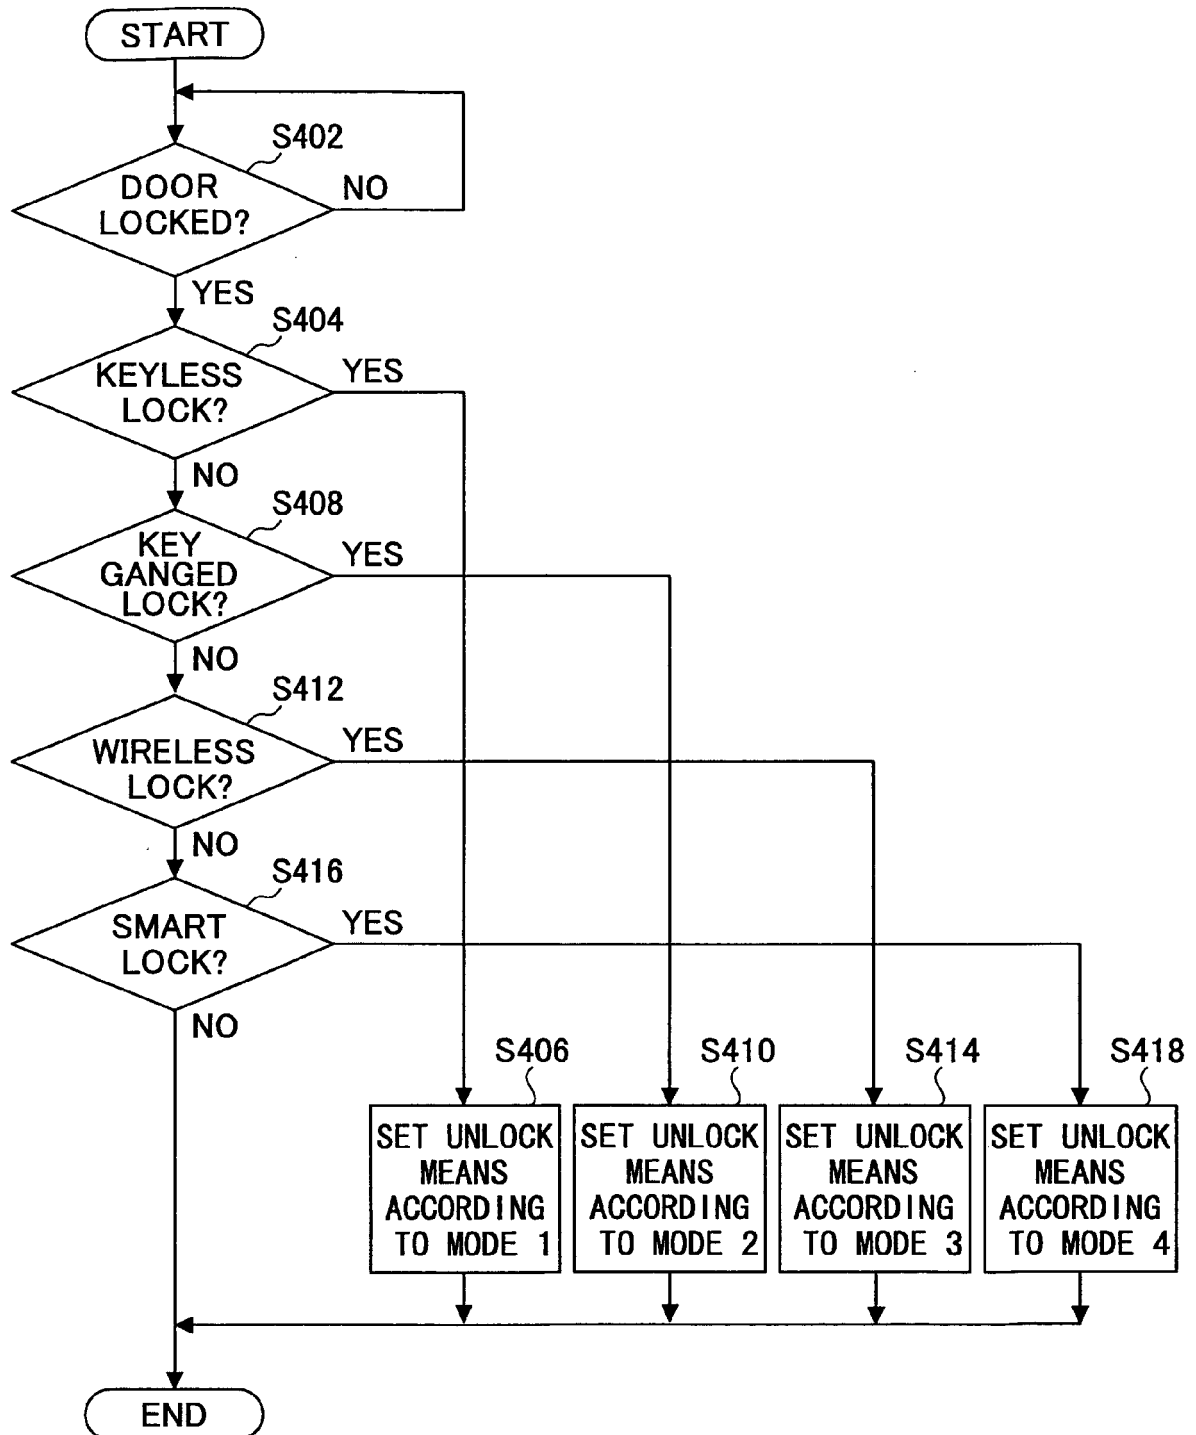 START
S402
DOOR
LOCKED?
NO
YES
S404
KEYLESS
LOCK?
YES
NO
S408
KEY
GANGED
LOCK?
YES
NO
S412
WIRELESS
LOCK?
YES
NO
S416
SMART
LOCK?
YES
NO
S406
SET UNLOCK
MEANS
ACCORDING
TO MODE 1
S410
SET UNLOCK
MEANS
ACCORDING
TO MODE 2
S414
SET UNLOCK
MEANS
ACCORDING
TO MODE 3
S418
SET UNLOCK
MEANS
ACCORDING
TO MODE 4
END